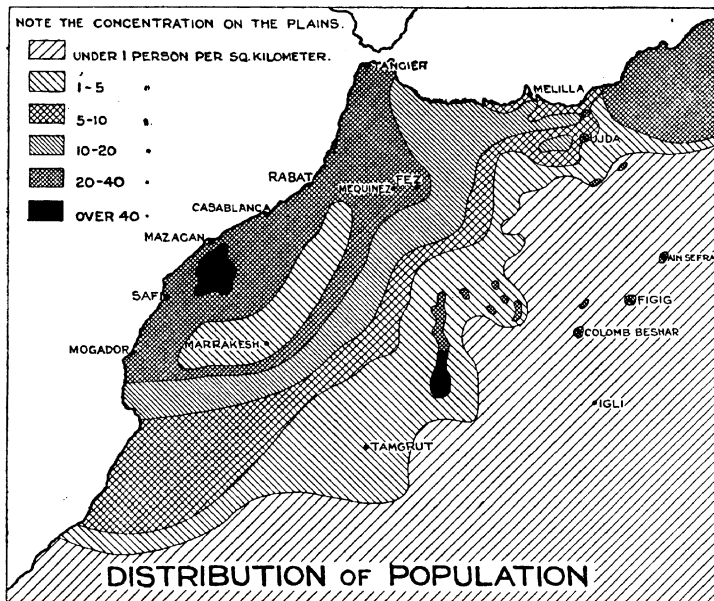 NOTE THE CONCENTRATION ON THE PLAINS.
UNDER 1 PERSON PER SQ. KILOMETER.
1-5 "
5-10 "
10-20 "
20-40 "
OVER 40 "
TANGIER
MELILLA
UJDA
RABAT
MEQUINEZ
FEZ
CASABLANCA
MAZAGAN
AIN SEFRA
SAFI
FIGIG
MOGADOR
MARRAKESH
COLOMB BESHAR
IGLI
TAMGRUT
DISTRIBUTION OF POPULATION